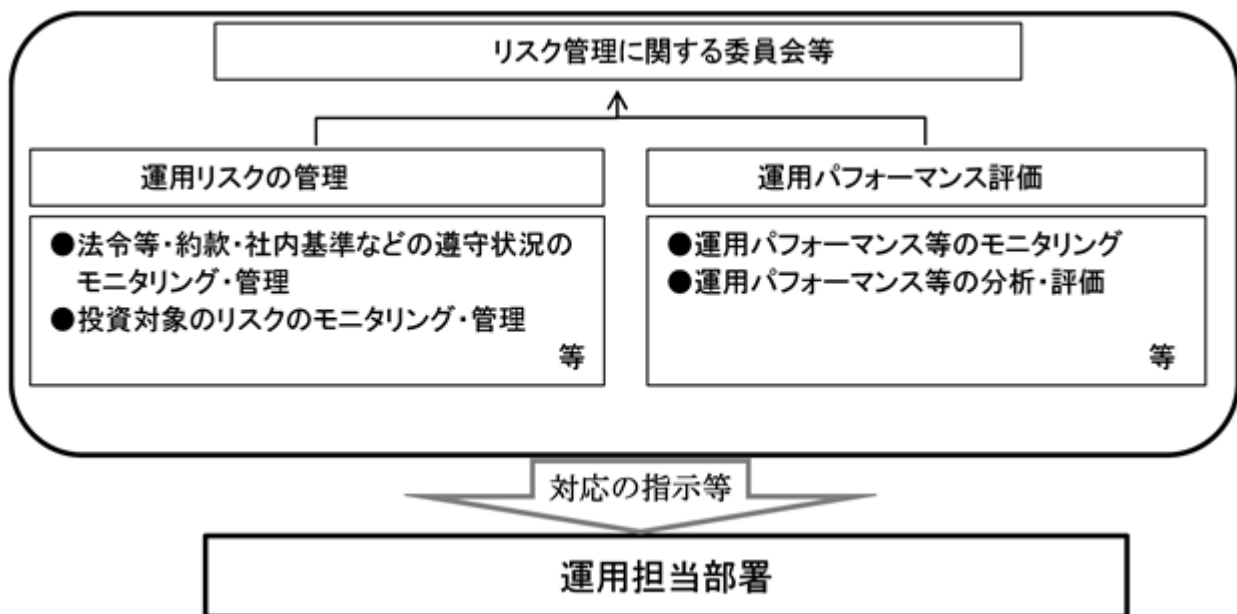 リスク管理に関する委員会等
運用リスクの管理
●法令等・約款・社内基準などの遵守状況の
モニタリング・管理
●投資対象のリスクのモニタリング・管理
等
運用パフォーマンス評価
●運用パフォーマンス等のモニタリング
●運用パフォーマンス等の分析・評価
等
対応の指示等
運用担当部署